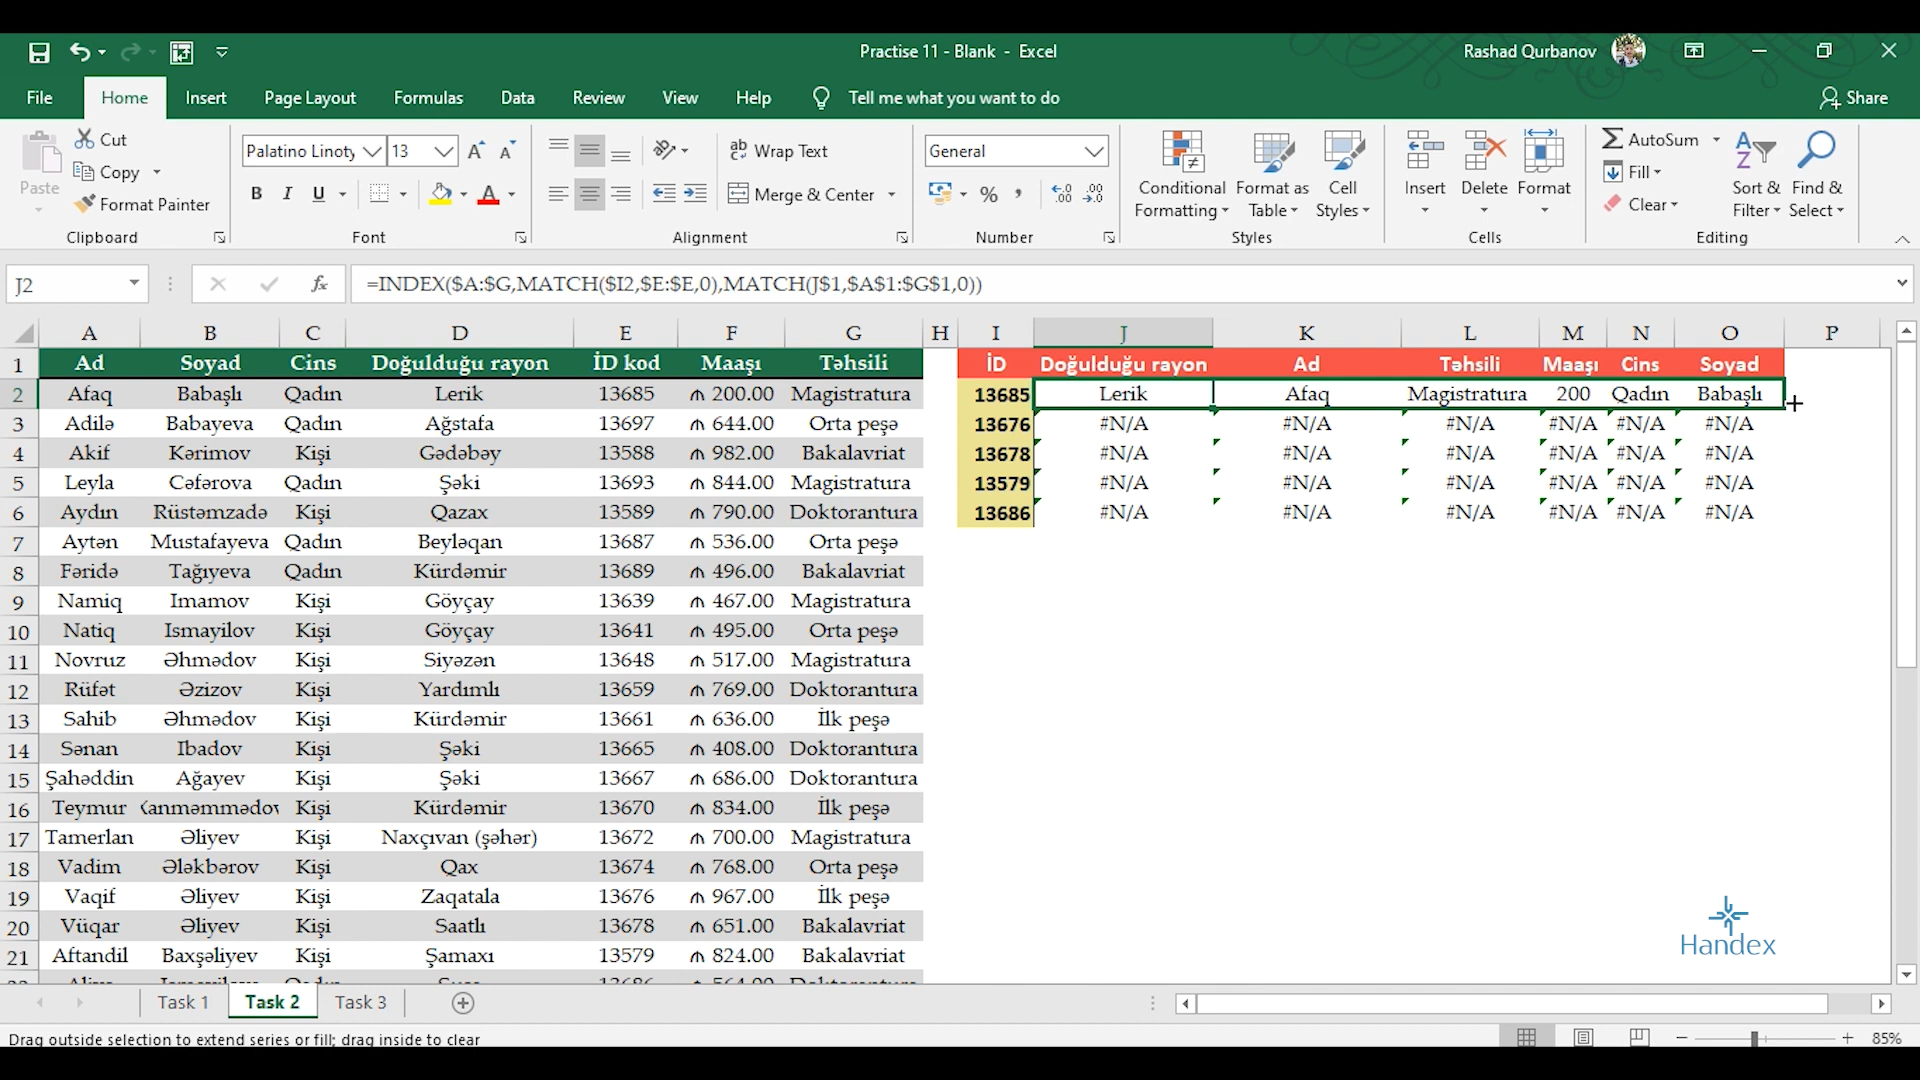 Practise 11 - Blank - Excel
Rashad Qurbanov
File Home Insert Page Layout Formulas Data Review View Help Tell me what you want to do Share
Paste
Cut
Copy
Format Painter
Clipboard
Palatino Linoty 13
B I U
Font
Wrap Text
Merge & Center
Alignment
General
Number
Conditional Formatting
Format as Table
Cell Styles
Styles
Insert Delete Format
Cells
AutoSum
Fill
Clear
Sort & Filter
Find & Select
Editing
J2 fx =INDEX($A:$G,MATCH($I2,$E:$E,0),MATCH(J$1,$A$1:$G$1,0))
A B C D E F G H I J K L M N O P
1 Ad Soyad Cins Doğulduğu rayon İD kod Maaşı Təhsili İD Doğulduğu rayon Ad Təhsili Maaşı Cins Soyad
2 Afaq Babaşlı Qadın Lerik 13685 ₼ 200.00 Magistratura 13685 Lerik Afaq Magistratura 200 Qadın Babaşlı
3 Adilə Babayeva Qadın Ağstafa 13697 ₼ 644.00 Orta peşə 13676 #N/A #N/A #N/A #N/A #N/A #N/A
4 Akif Kərimov Kişi Gədəbəy 13588 ₼ 982.00 Bakalavriat 13678 #N/A #N/A #N/A #N/A #N/A #N/A
5 Leyla Cəfərova Qadın Şəki 13693 ₼ 844.00 Magistratura 13579 #N/A #N/A #N/A #N/A #N/A #N/A
6 Aydın Rüstəmzadə Kişi Qazax 13589 ₼ 790.00 Doktorantura 13686 #N/A #N/A #N/A #N/A #N/A #N/A
7 Aytən Mustafayeva Qadın Beyləqan 13687 ₼ 536.00 Orta peşə
8 Fəridə Tağıyeva Qadın Kürdəmir 13689 ₼ 496.00 Bakalavriat
9 Namiq Imamov Kişi Göyçay 13639 ₼ 467.00 Magistratura
10 Natiq Ismayilov Kişi Göyçay 13641 ₼ 495.00 Orta peşə
11 Novruz Əhmədov Kişi Siyəzən 13648 ₼ 517.00 Magistratura
12 Rüfət Əzizov Kişi Yardımlı 13659 ₼ 769.00 Doktorantura
13 Sahib Əhmədov Kişi Kürdəmir 13661 ₼ 636.00 İlk peşə
14 Sənan Ibadov Kişi Şəki 13665 ₼ 408.00 Doktorantura
15 Şahəddin Ağayev Kişi Şəki 13667 ₼ 686.00 Doktorantura
16 Teymur Kişi Kürdəmir 13670 ₼ 834.00 İlk peşə
17 Tamerlan Əliyev Kişi Naxçıvan (şəhər) 13672 ₼ 700.00 Magistratura
18 Vadim Ələkbərov Kişi Qax 13674 ₼ 768.00 Orta peşə
19 Vaqif Əliyev Kişi Zaqatala 13676 ₼ 967.00 İlk peşə
20 Vüqar Əliyev Kişi Saatlı 13678 ₼ 651.00 Bakalavriat
21 Aftandil Baxşəliyev Kişi Şamaxı 13579 ₼ 824.00 Bakalavriat
Handex
Task 1 Task 2 Task 3
Drag outside selection to extend series or fill; drag inside to clear
85%